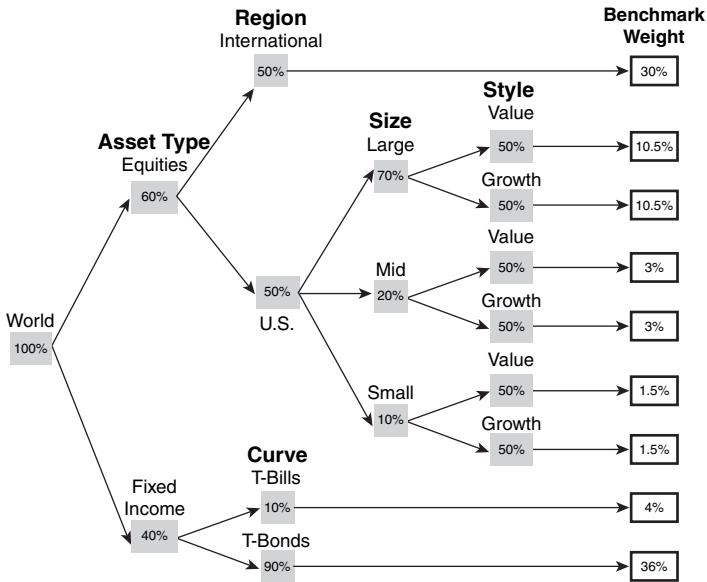 Region
International
50%
Benchmark
Weight
30%
Asset Type
Equities
60%
Size
Large
70%
Style
Value
50%
10.5%
Growth
50%
10.5%
World
100%
50%
U.S.
Mid
20%
Value
50%
3%
Growth
50%
3%
Small
10%
Value
50%
1.5%
Growth
50%
1.5%
Fixed
Income
40%
Curve
T-Bills
10%
4%
T-Bonds
90%
36%